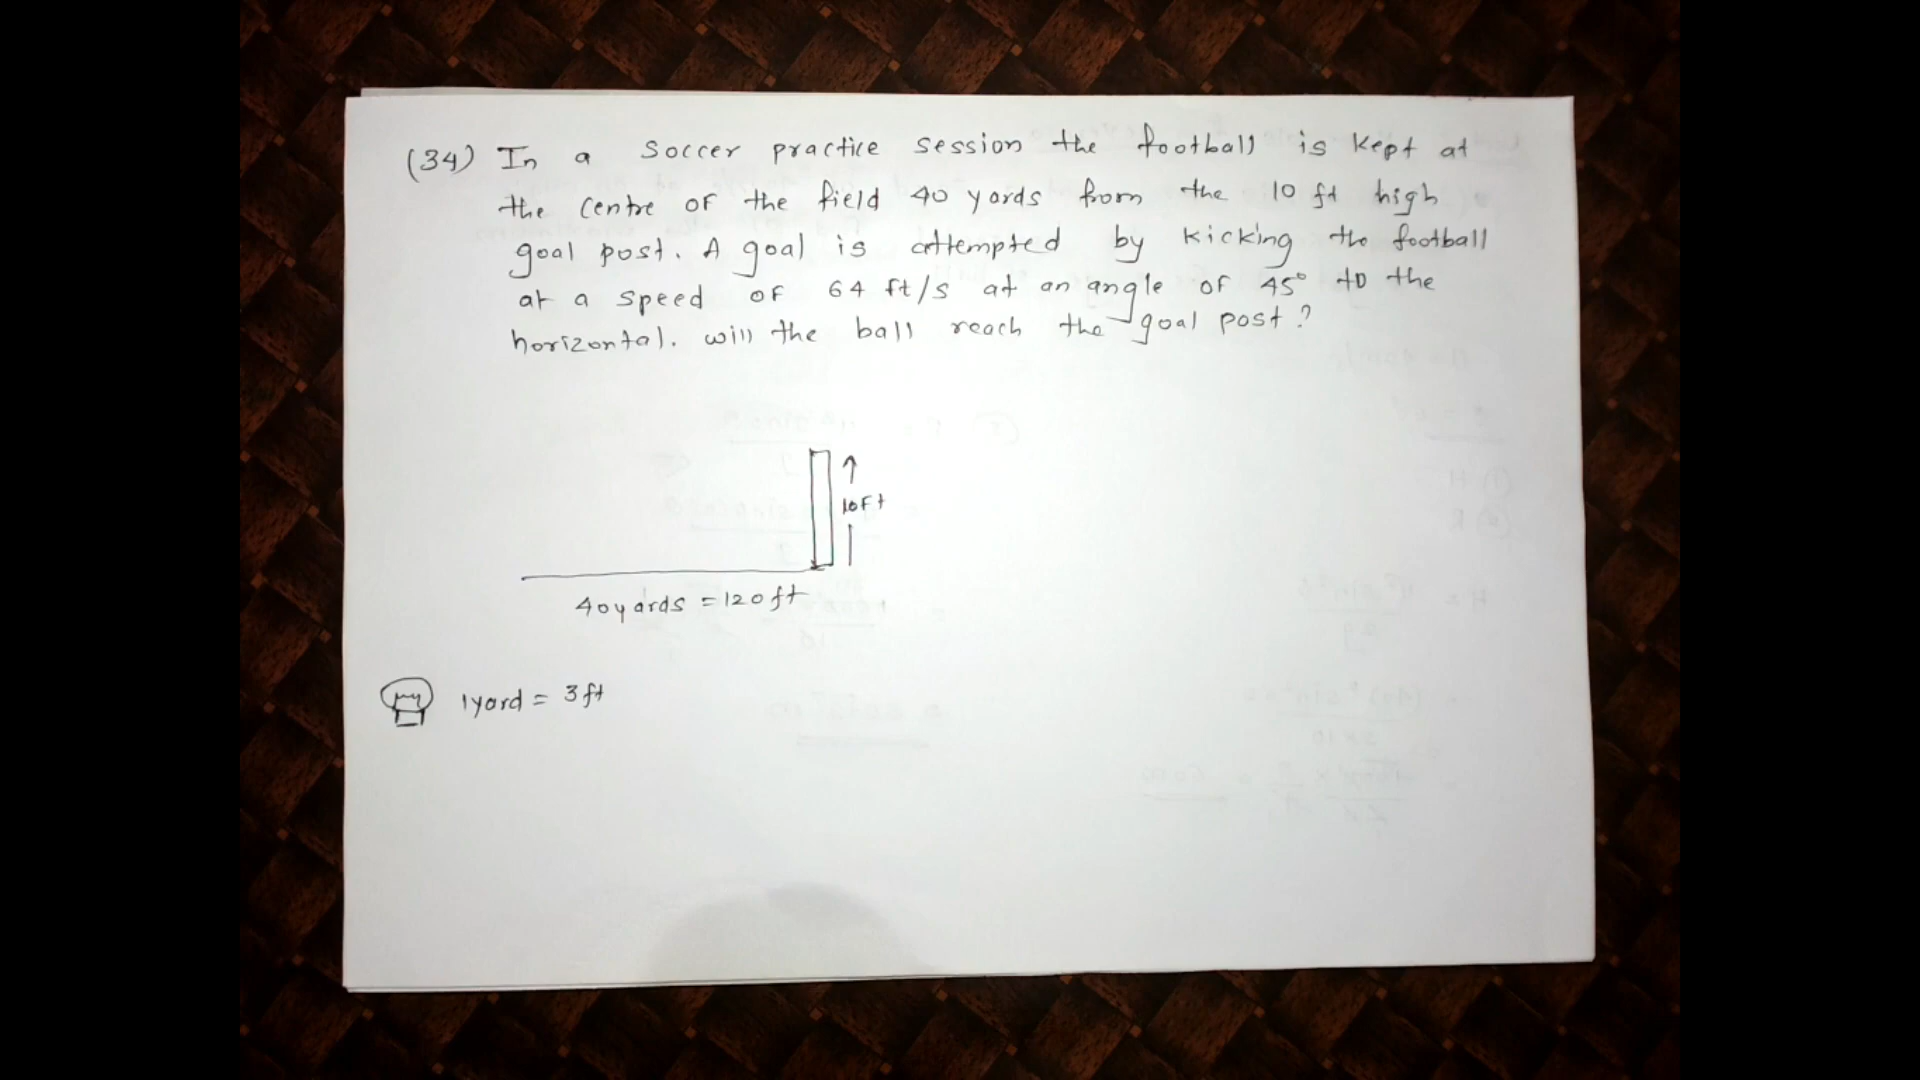 (34) In a soccer practice session the football is kept at
the centre of the field 40 yards from the 10 ft high
goal post. A goal is attempted by kicking the football
at a speed of 64 ft/s at an angle of 45° to the
horizontal. will the ball reach the goal post?
10Ft
40yards = 120ft
1yard = 3ft